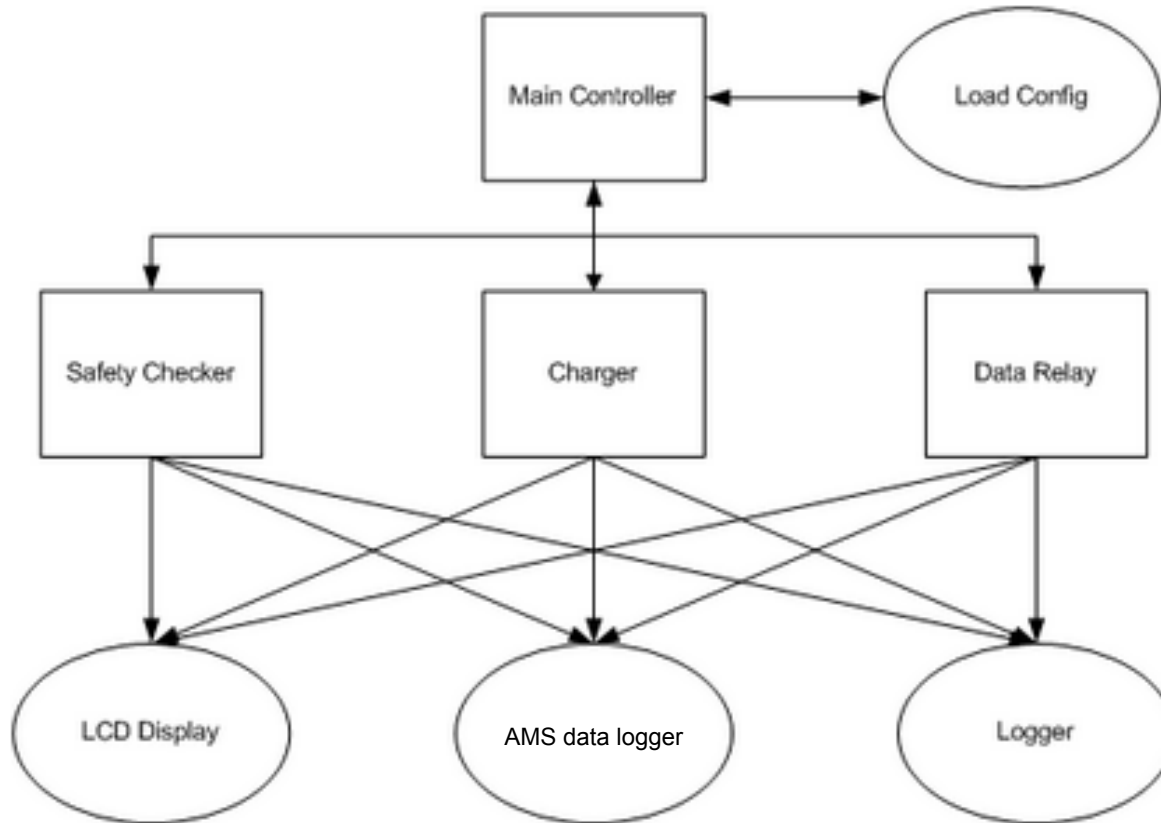 Main Controller
Load Config
Safety Checker
Charger
Data Relay
LCD Display
AMS data logger
Logger